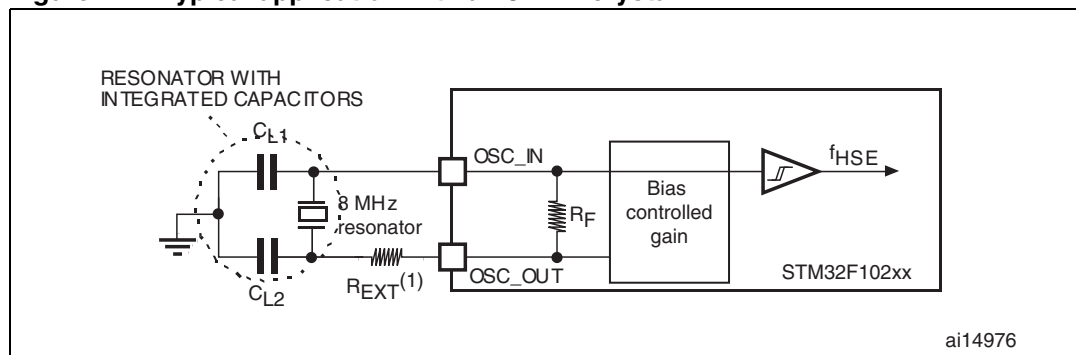 RESONATOR WITH
INTEGRATED CAPACITORS
CL1
OSC_IN
fHSE
8 MHz
resonator
RF
Bias
controlled
gain
REXT(1)
OSC_OUT
STM32F102xx
CL2
ai14976